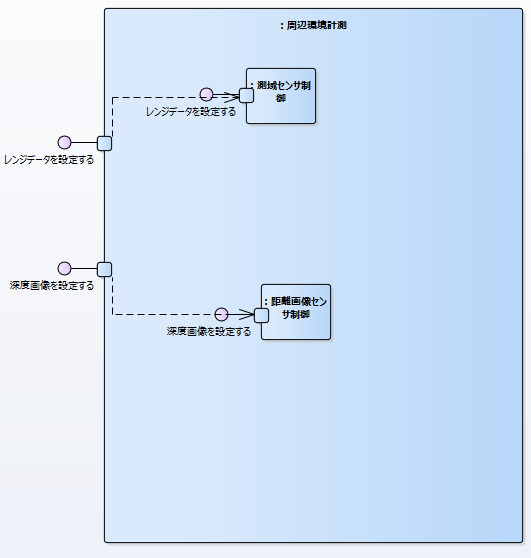 : 周辺環境計測
: 測域センサ制
御
レンジデータを設定する
レンジデータを設定する
深度画像を設定する
: 距離画像セン
サ制御
深度画像を設定する